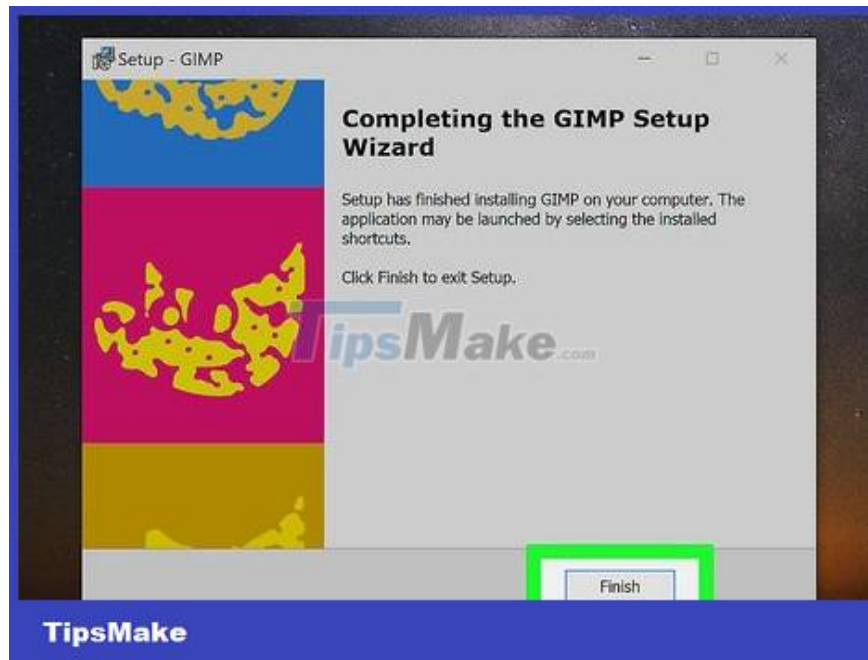 Setup - GIMP
Completing the GIMP Setup
Wizard
Setup has finished installing GIMP on your computer. The
application may be launched by selecting the installed
shortcuts.
Click Finish to exit Setup.
TipsMake.com
Finish
TipsMake